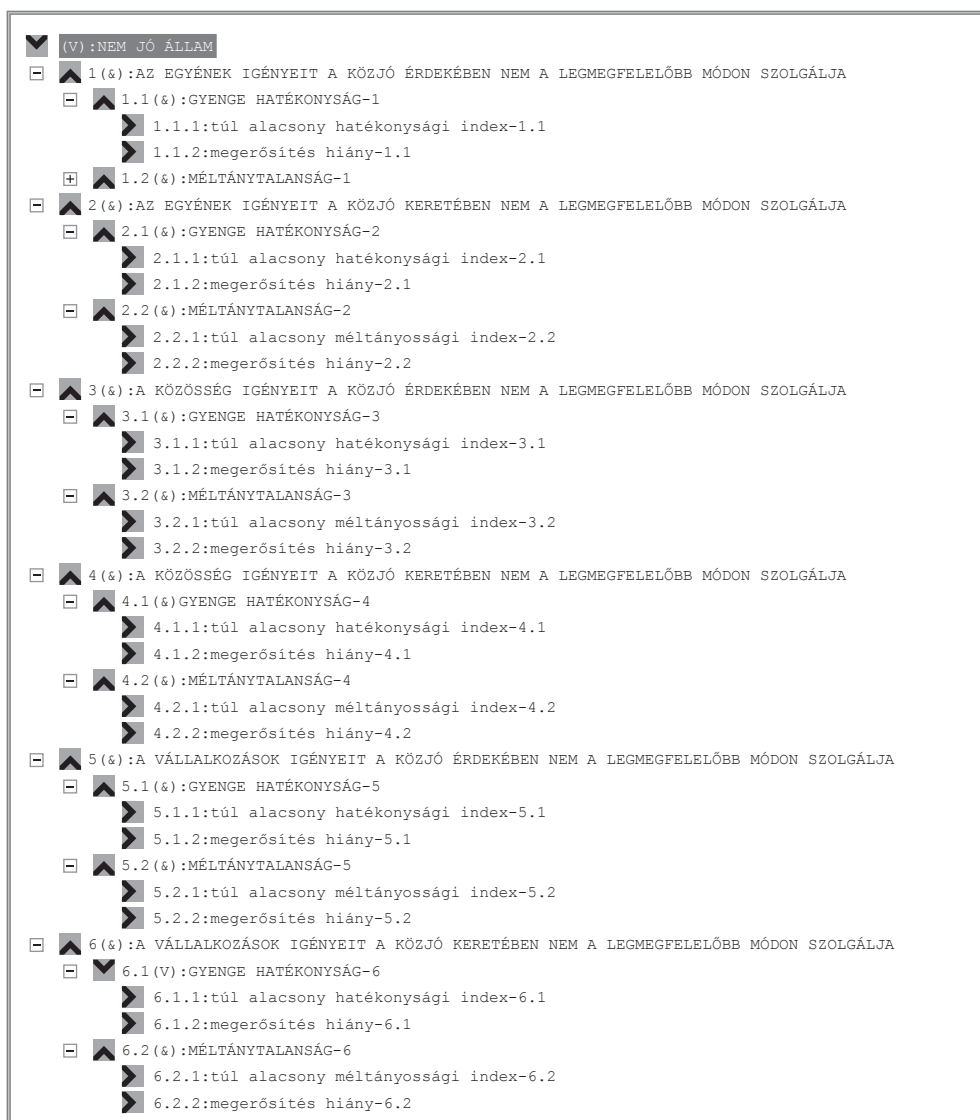 (V):NEM JÓ ÁLLAM
1(&):AZ EGYÉNEK IGÉNYEIT A KÖZJÓ ÉRDEKÉBEN NEM A LEGMEGFELELŐBB MÓDON SZOLGÁLJA
1.1(&):GYENGE HATÉKONYSÁG-1
1.1.1:túl alacsony hatékonysági index-1.1
1.1.2:megerősítés hiány-1.1
1.2(&):MÉLTÁNYTALANSÁG-1
2(&):AZ EGYÉNEK IGÉNYEIT A KÖZJÓ KERETÉBEN NEM A LEGMEGFELELŐBB MÓDON SZOLGÁLJA
2.1(&):GYENGE HATÉKONYSÁG-2
2.1.1:túl alacsony hatékonysági index-2.1
2.1.2:megerősítés hiány-2.1
2.2(&):MÉLTÁNYTALANSÁG-2
2.2.1:túl alacsony méltányossági index-2.2
2.2.2:megerősítés hiány-2.2
3(&):A KÖZÖSSÉG IGÉNYEIT A KÖZJÓ ÉRDEKÉBEN NEM A LEGMEGFELELŐBB MÓDON SZOLGÁLJA
3.1(&):GYENGE HATÉKONYSÁG-3
3.1.1:túl alacsony hatékonysági index-3.1
3.1.2:megerősítés hiány-3.1
3.2(&):MÉLTÁNYTALANSÁG-3
3.2.1:túl alacsony méltányossági index-3.2
3.2.2:megerősítés hiány-3.2
4(&):A KÖZÖSSÉG IGÉNYEIT A KÖZJÓ KERETÉBEN NEM A LEGMEGFELELŐBB MÓDON SZOLGÁLJA
4.1(&)GYENGE HATÉKONYSÁG-4
4.1.1:túl alacsony hatékonysági index-4.1
4.1.2:megerősítés hiány-4.1
4.2(&):MÉLTÁNYTALANSÁG-4
4.2.1:túl alacsony méltányossági index-4.2
4.2.2:megerősítés hiány-4.2
5(&):A VÁLLALKOZÁSOK IGÉNYEIT A KÖZJÓ ÉRDEKÉBEN NEM A LEGMEGFELELŐBB MÓDON SZOLGÁLJA
5.1(&):GYENGE HATÉKONYSÁG-5
5.1.1:túl alacsony hatékonysági index-5.1
5.1.2:megerősítés hiány-5.1
5.2(&):MÉLTÁNYTALANSÁG-5
5.2.1:túl alacsony méltányossági index-5.2
5.2.2:megerősítés hiány-5.2
6(&):A VÁLLALKOZÁSOK IGÉNYEIT A KÖZJÓ KERETÉBEN NEM A LEGMEGFELELŐBB MÓDON SZOLGÁLJA
6.1(V):GYENGE HATÉKONYSÁG-6
6.1.1:túl alacsony hatékonysági index-6.1
6.1.2:megerősítés hiány-6.1
6.2(&):MÉLTÁNYTALANSÁG-6
6.2.1:túl alacsony méltányossági index-6.2
6.2.2:megerősítés hiány-6.2